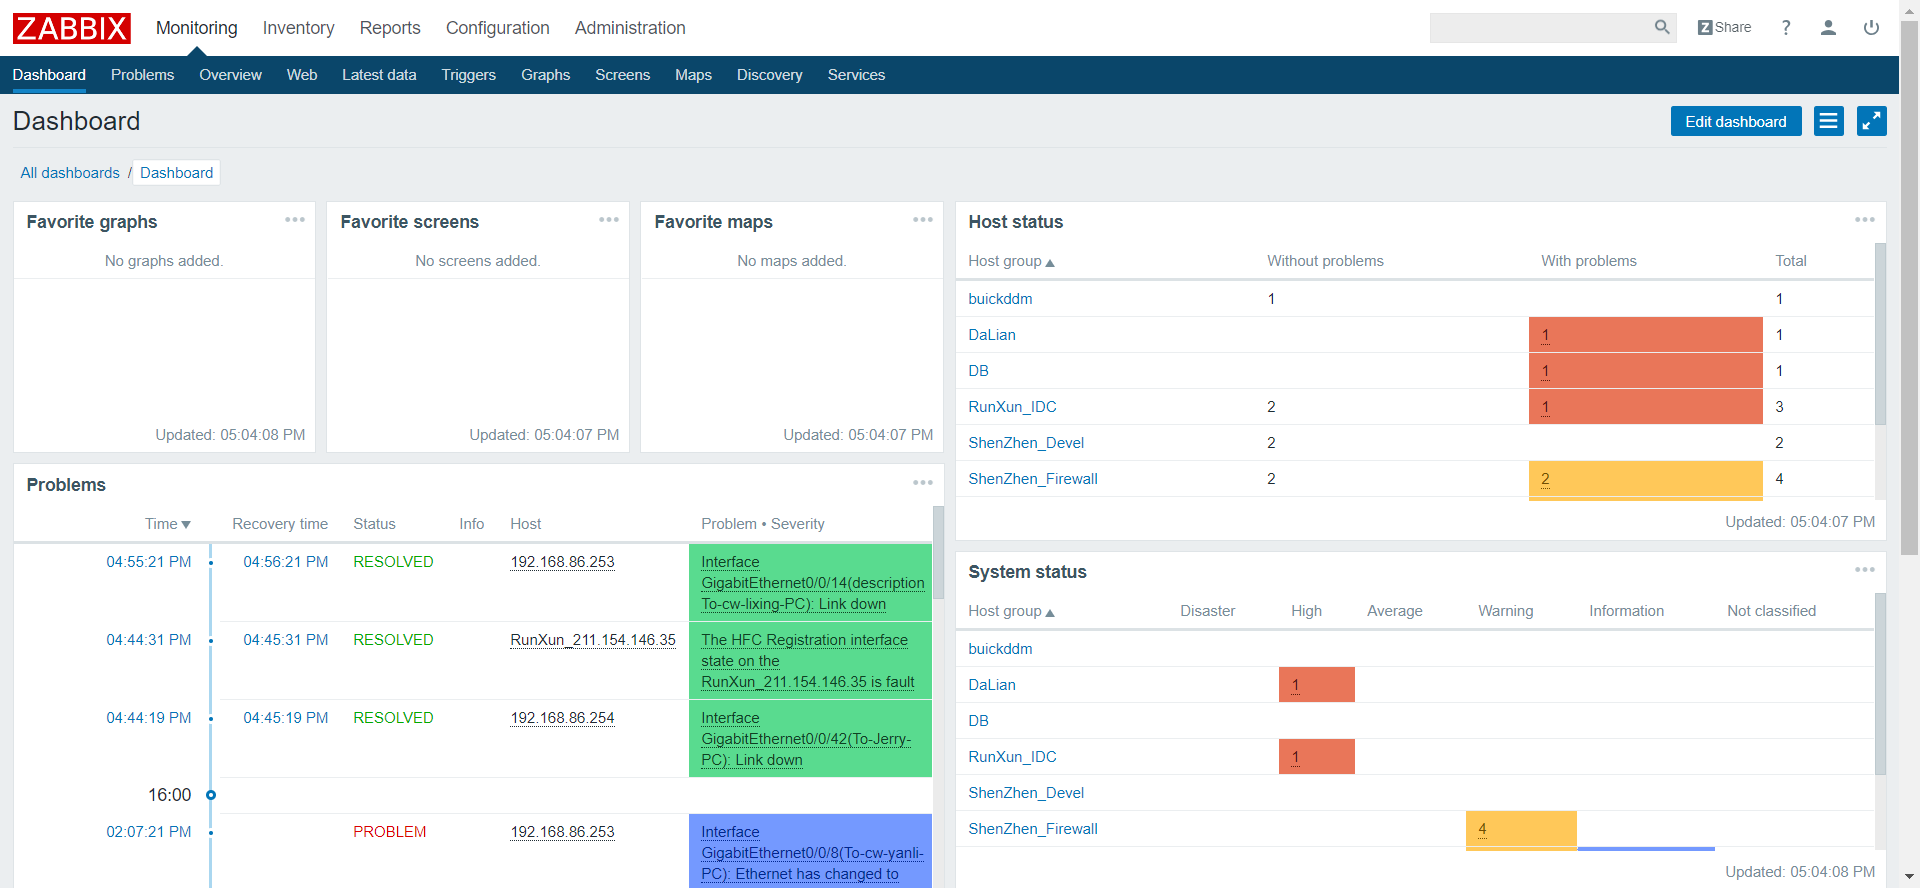 ZABBIX Monitoring Inventory Reports Configuration Administration Z Share ?
Dashboard Problems Overview Web Latest data Triggers Graphs Screens Maps Discovery Services
Dashboard
Edit dashboard
All dashboards / Dashboard
Favorite graphs
No graphs added.
Updated: 05:04:08 PM
Favorite screens
No screens added.
Updated: 05:04:07 PM
Favorite maps
No maps added.
Updated: 05:04:07 PM
Problems
Time▼ Recovery time Status Info Host Problem • Severity
04:55:21 PM 04:56:21 PM RESOLVED 192.168.86.253 Interface
GigabitEthernet0/0/14(description
To-cw-lixing-PC): Link down
04:44:31 PM 04:45:31 PM RESOLVED RunXun_211.154.146.35 The HFC Registration interface
state on the
RunXun_211.154.146.35 is fault
04:44:19 PM 04:45:19 PM RESOLVED 192.168.86.254 Interface
GigabitEthernet0/0/42(To-Jerry-
PC): Link down
16:00
02:07:21 PM PROBLEM 192.168.86.253 Interface
GigabitEthernet0/0/8(To-cw-yanli-
PC): Ethernet has changed to
Host status
Host group▲ Without problems With problems Total
buickddm 1 1
DaLian 1 1
DB 1 1
RunXun_IDC 2 1 3
ShenZhen_Devel 2 2
ShenZhen_Firewall 2 2 4
Updated: 05:04:07 PM
System status
Host group▲ Disaster High Average Warning Information Not classified
buickddm
DaLian 1
DB
RunXun_IDC 1
ShenZhen_Devel
ShenZhen_Firewall 4
Updated: 05:04:08 PM